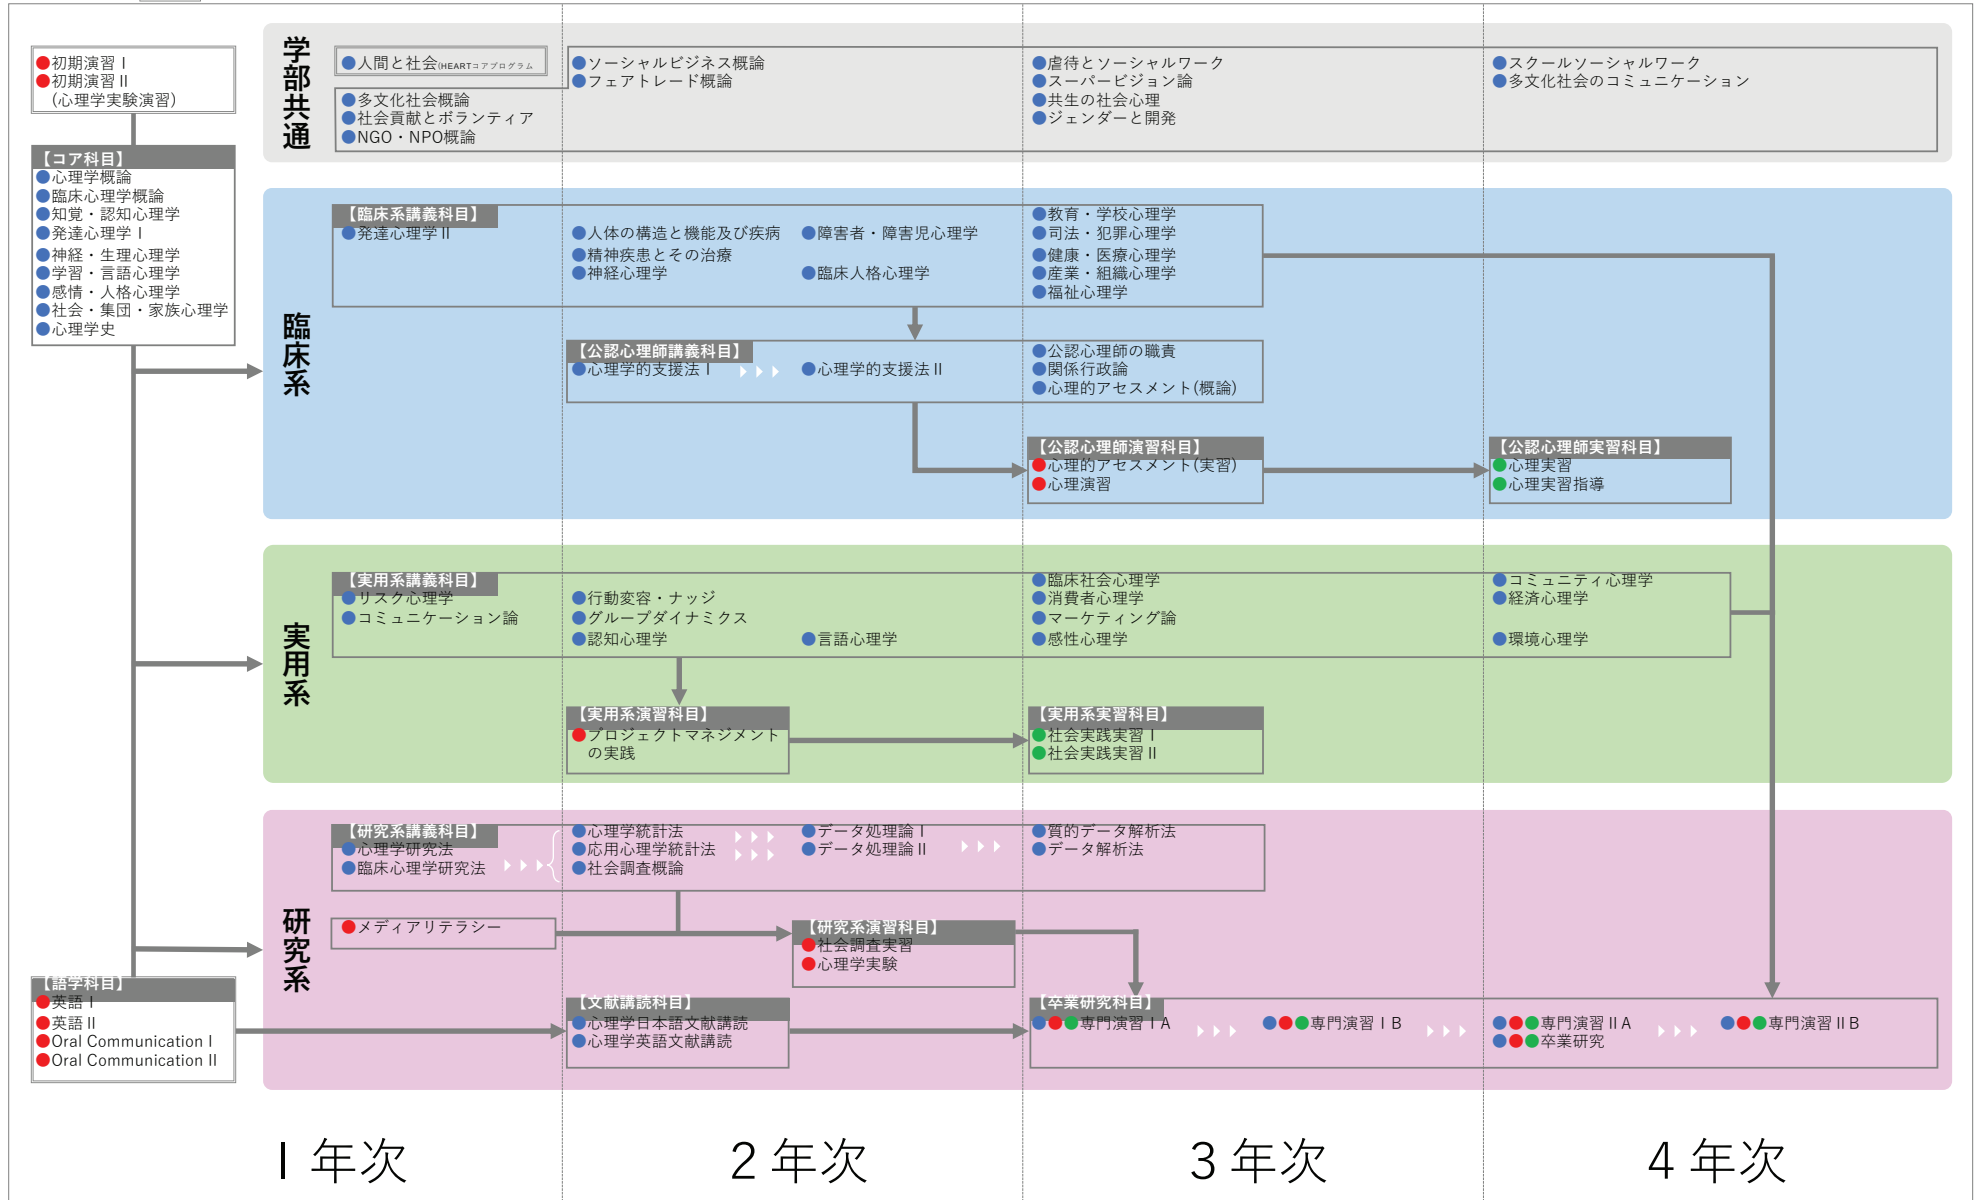 初期演習Ⅰ
初期演習Ⅱ
(心理学実験演習)
【コア科目】
心理学概論
臨床心理学概論
知覚・認知心理学
発達心理学Ⅰ
神経・生理心理学
学習・言語心理学
感情・人格心理学
社会・集団・家族心理学
心理学史
【語学科目】
英語Ⅰ
英語Ⅱ
Oral Communication Ⅰ
Oral Communication Ⅱ
学部共通
人間と社会(HEARTコアプログラム
多文化社会概論
社会貢献とボランティア
NGO・NPO概論
ソーシャルビジネス概論
フェアトレード概論
虐待とソーシャルワーク
スーパービジョン論
共生の社会心理
ジェンダーと開発
スクールソーシャルワーク
多文化社会のコミュニケーション
臨床系
【臨床系講義科目】
発達心理学Ⅱ
人体の構造と機能及び疾病
精神疾患とその治療
神経心理学
障害者・障害児心理学
臨床人格心理学
教育・学校心理学
司法・犯罪心理学
健康・医療心理学
産業・組織心理学
福祉心理学
【公認心理師講義科目】
心理学的支援法Ⅰ
心理学的支援法Ⅱ
公認心理師の職責
関係行政論
心理的アセスメント(概論)
【公認心理師演習科目】
心理的アセスメント(実習)
心理演習
【公認心理師実習科目】
心理実習
心理実習指導
実用系
【実用系講義科目】
リスク心理学
コミュニケーション論
行動変容・ナッジ
グループダイナミクス
認知心理学
言語心理学
臨床社会心理学
消費者心理学
マーケティング論
感性心理学
コミュニティ心理学
経済心理学
環境心理学
【実用系演習科目】
プロジェクトマネジメント
の実践
【実用系実習科目】
社会実践実習Ⅰ
社会実践実習Ⅱ
研究系
【研究系講義科目】
心理学研究法
臨床心理学研究法
心理学統計法
応用心理学統計法
社会調査概論
データ処理論Ⅰ
データ処理論Ⅱ
質的データ解析法
データ解析法
メディアリテラシー
【研究系演習科目】
社会調査実習
心理学実験
【文献講読科目】
心理学日本語文献講読
心理学英語文献講読
【卒業研究科目】
専門演習ⅠA
専門演習ⅠB
専門演習ⅡA
卒業研究
専門演習ⅡB
1年次
2年次
3年次
4年次